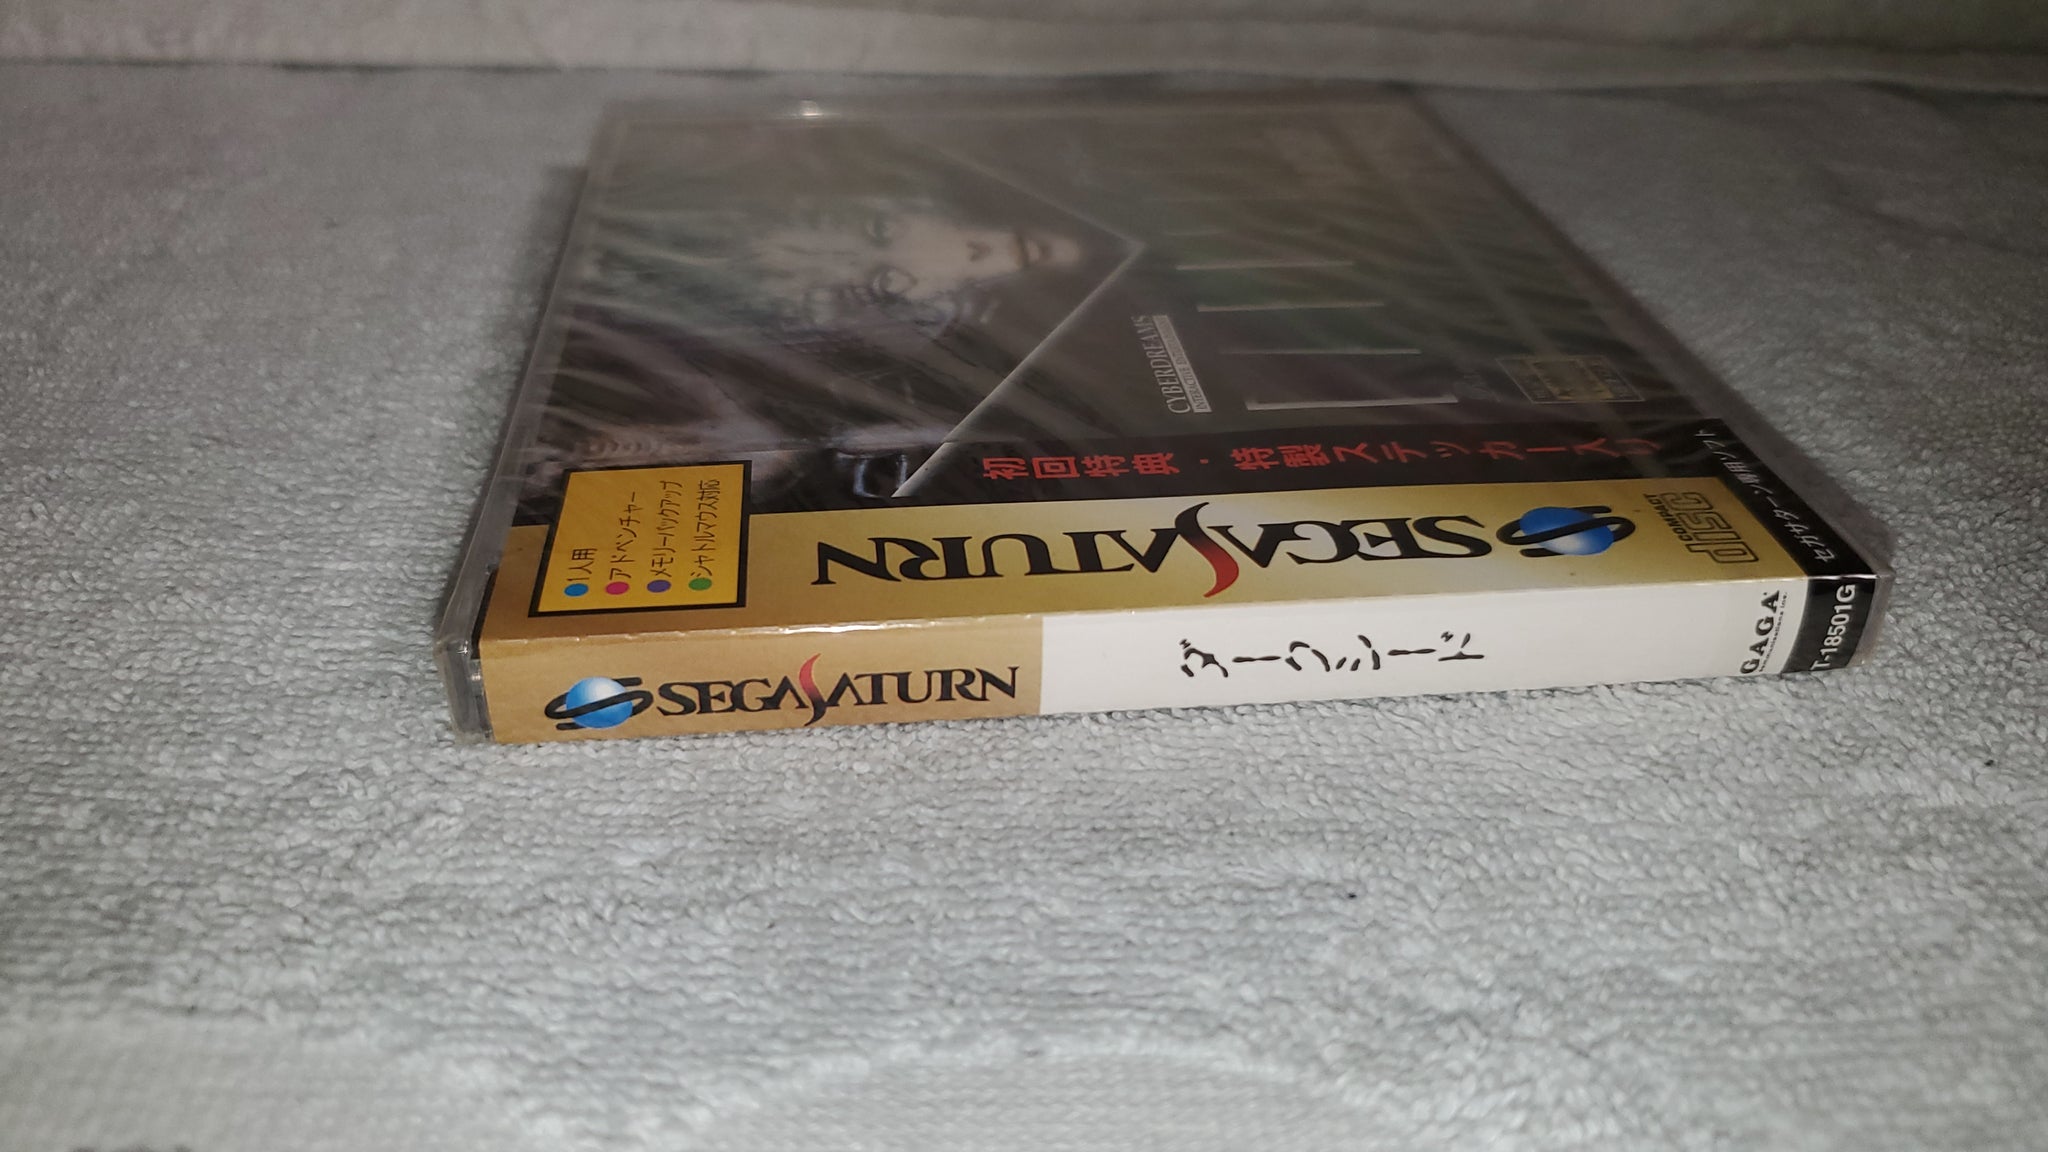 CYBERDREAMS
初回特典・特製ステッカー入り
●1人用
●アドベンチャー
●メモリーバックアップ
●シャトルマウス対応
SEGA SATURN
COMPACT
disc
セガサターン専用ソフト
SEGA SATURN
ダークシード
GAGA
T-18501G